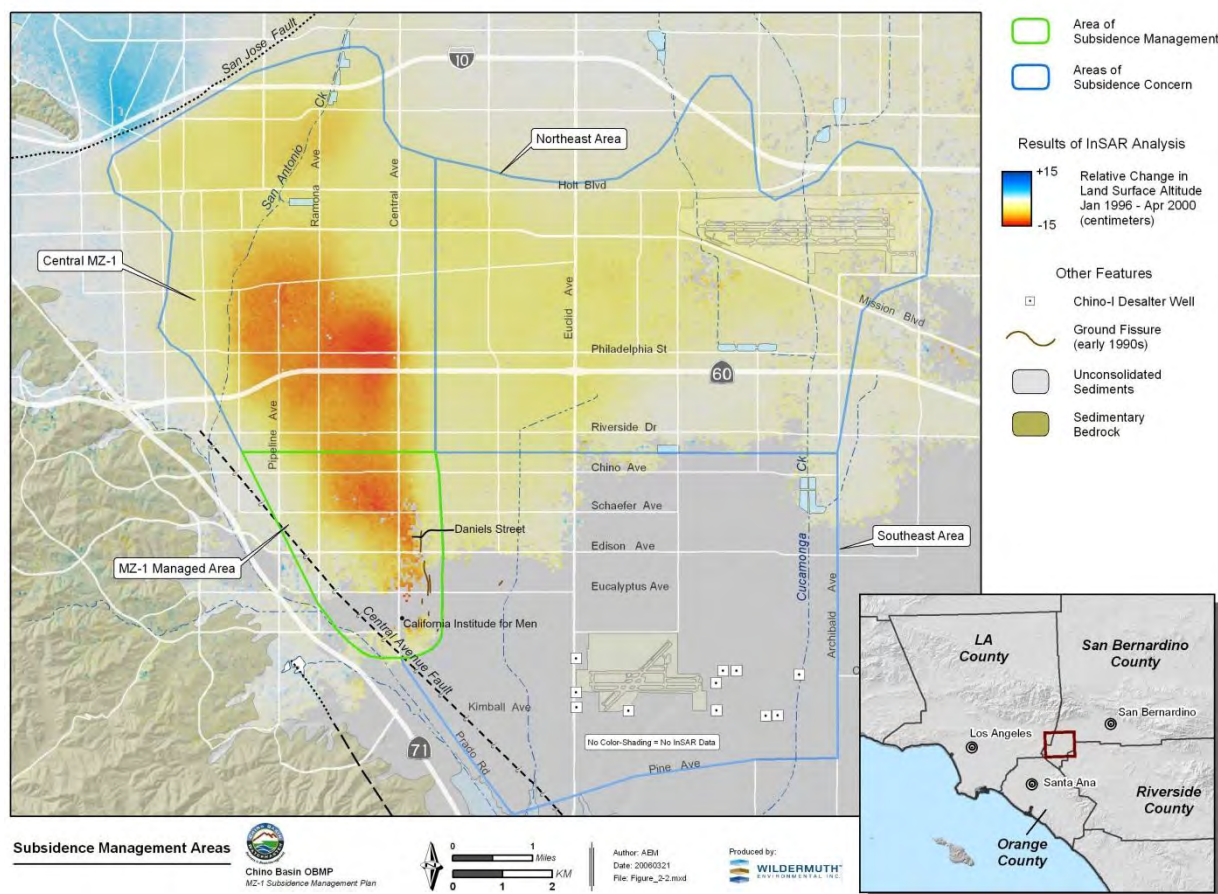 San Jose Fault
10
San Antonio Ck
Ramona Ave
Central Ave
Northeast Area
Holt Blvd
Central MZ-1
Euclid Ave
Mission Blvd
Philadelphia St
60
Pipeline Ave
Riverside Dr
Chino Ave
Schaefer Ave
Daniels Street
Edison Ave
MZ-1 Managed Area
Eucalyptus Ave
Southeast Area
Cucamonga Ck
Archibald Ave
California Institude for Men
Central Avenue Fault
Kimball Ave
71
Prado Rd
No Color-Shading = No InSAR Data
Pine Ave
Area of
Subsidence Management
Areas of
Subsidence Concern
Results of InSAR Analysis
+15
-15
Relative Change in
Land Surface Altitude
Jan 1996 - Apr 2000
(centimeters)
Other Features
Chino-I Desalter Well
Ground Fissure
(early 1990s)
Unconsolidated
Sediments
Sedimentary
Bedrock
LA
County
San Bernardino
County
San Bernardino
Los Angeles
Santa Ana
Riverside
County
Orange
County
Subsidence Management Areas
Chino Basin OBMP
MZ-1 Subsidence Management Plan
0 1
Miles
KM
0 1 2
Author: AEM
Date: 20060321
File: Figure_2-2.mxd
Produced by:
WILDERMUTH
ENVIRONMENTAL INC.